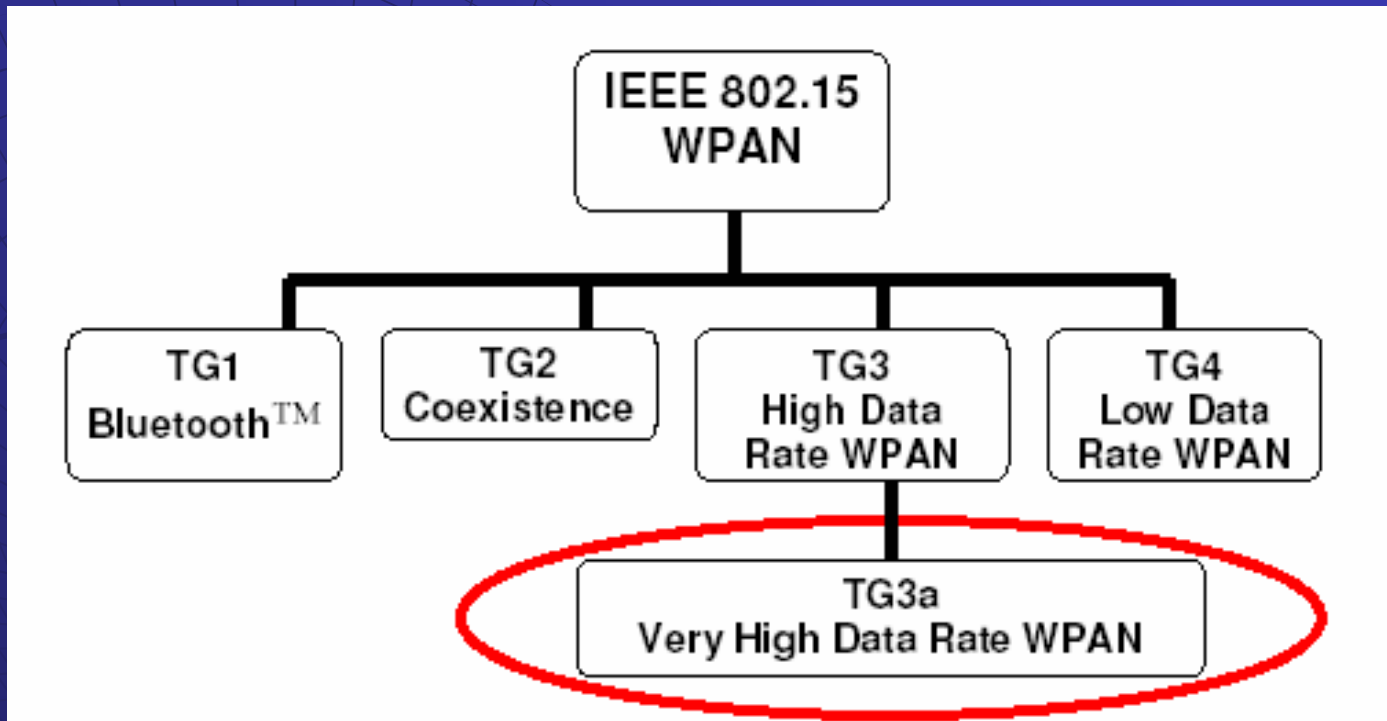 IEEE 802.15
WPAN
TG1
Bluetooth™
TG2
Coexistence
TG3
High Data
Rate WPAN
TG4
Low Data
Rate WPAN
TG3a
Very High Data Rate WPAN